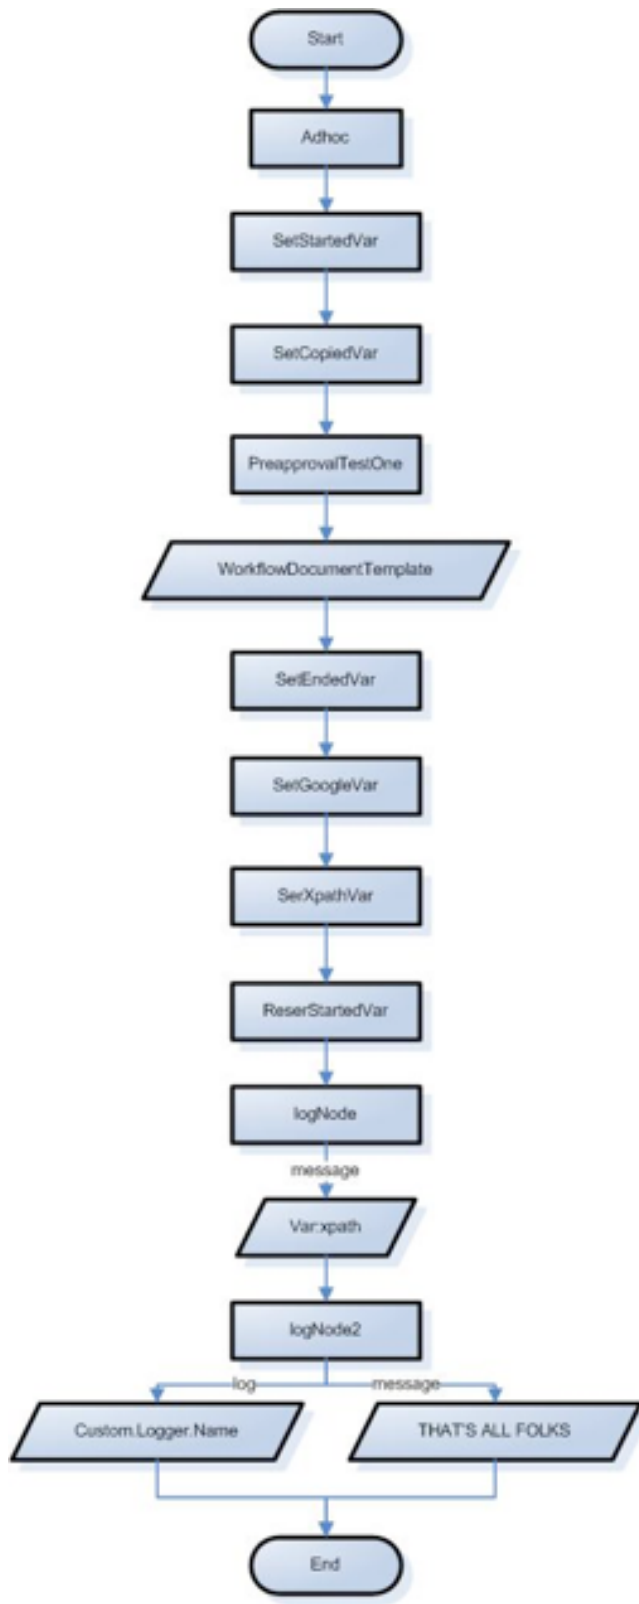 Start
Adhoc
SetStartedVar
SetCopiedVar
PreapprovalTestOne
WorkflowDocumentTemplate
SetEndedVar
SetGoogleVar
SerXpathVar
ReserStartedVar
logNode
message
Var:xpath
logNode2
log message
Custom.Logger.Name THAT'S ALL FOLKS
End